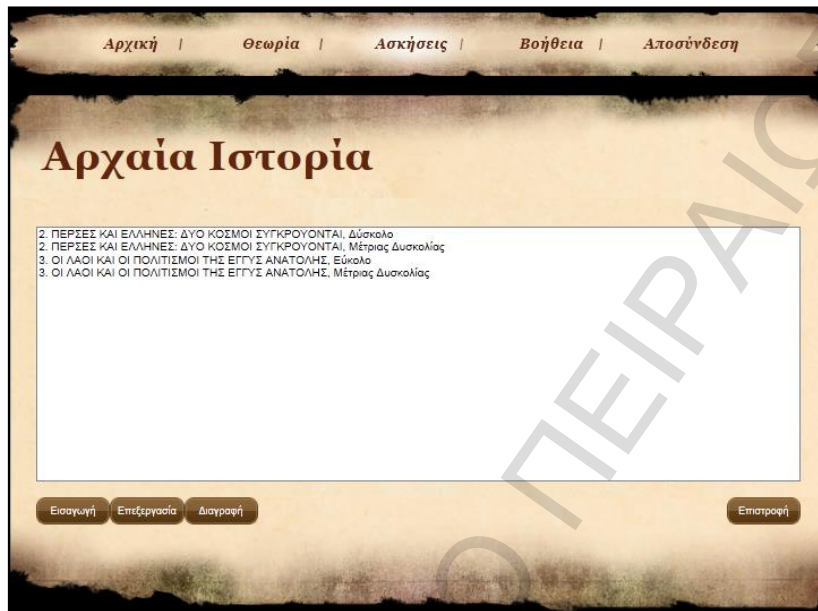 Αρχική | Θεωρία | Ασκήσεις | Βοήθεια | Αποσύνδεση
Αρχαία Ιστορία
2. ΠΕΡΣΕΣ ΚΑΙ ΕΛΛΗΝΕΣ: ΔΥΟ ΚΟΣΜΟΙ ΣΥΓΚΡΟΥΟΝΤΑΙ, Δύσκολο
2. ΠΕΡΣΕΣ ΚΑΙ ΕΛΛΗΝΕΣ: ΔΥΟ ΚΟΣΜΟΙ ΣΥΓΚΡΟΥΟΝΤΑΙ, Μέτριας Δυσκολίας
3. ΟΙ ΛΑΟΙ ΚΑΙ ΟΙ ΠΟΛΙΤΙΣΜΟΙ ΤΗΣ ΕΓΓΥΣ ΑΝΑΤΟΛΗΣ, Εύκολο
3. ΟΙ ΛΑΟΙ ΚΑΙ ΟΙ ΠΟΛΙΤΙΣΜΟΙ ΤΗΣ ΕΓΓΥΣ ΑΝΑΤΟΛΗΣ, Μέτριας Δυσκολίας
Εισαγωγή Επεξεργασία Διαγραφή Επιστροφή